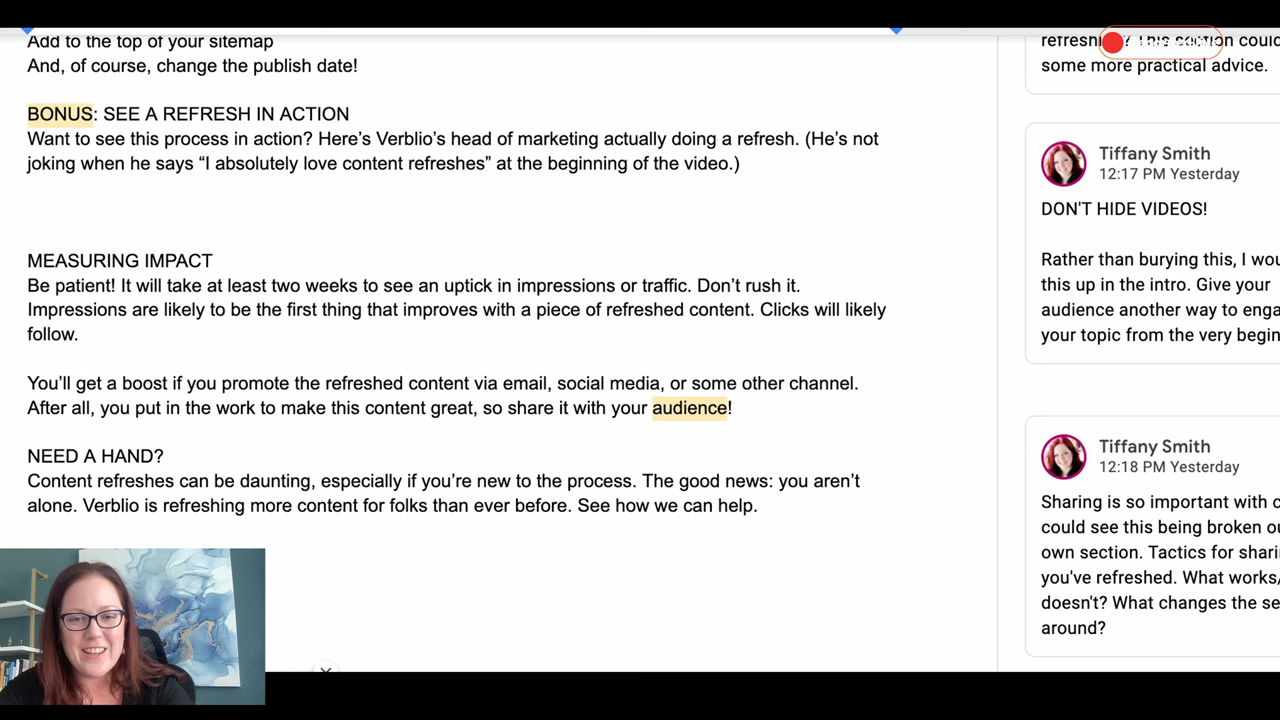 Add to the top of your sitemap
And, of course, change the publish date!
BONUS: SEE A REFRESH IN ACTION
Want to see this process in action? Here’s Verblio’s head of marketing actually doing a refresh. (He’s not
joking when he says “I absolutely love content refreshes” at the beginning of the video.)
MEASURING IMPACT
Be patient! It will take at least two weeks to see an uptick in impressions or traffic. Don’t rush it.
Impressions are likely to be the first thing that improves with a piece of refreshed content. Clicks will likely
follow.
You’ll get a boost if you promote the refreshed content via email, social media, or some other channel.
After all, you put in the work to make this content great, so share it with your audience!
NEED A HAND?
Content refreshes can be daunting, especially if you’re new to the process. The good news: you aren’t
alone. Verblio is refreshing more content for folks than ever before. See how we can help.
could
some more practical advice.
Tiffany Smith
12:17 PM Yesterday
DON'T HIDE VIDEOS!
Rather than burying this, I
this up in the intro. Give your
audience another way to
your topic from the very
Tiffany Smith
12:18 PM Yesterday
Sharing is so important with
could see this being broken
own section. Tactics for
you've refreshed. What works/
doesn't? What changes the
around?